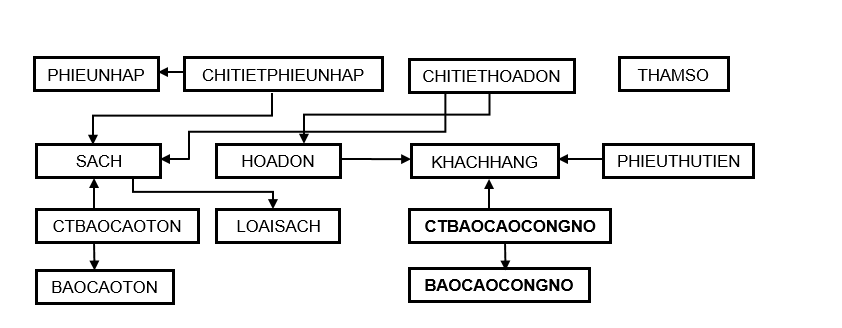 PHIEUNHAP
CHITIETPHIEUNHAP
CHITIETHOADON
THAMSO
SACH
HOADON
KHACHHANG
PHIEUTHUTIEN
CTBAOCAOTON
LOAISACH
CTBAOCAOCONGNO
BAOCAOTON
BAOCAOCONGNO